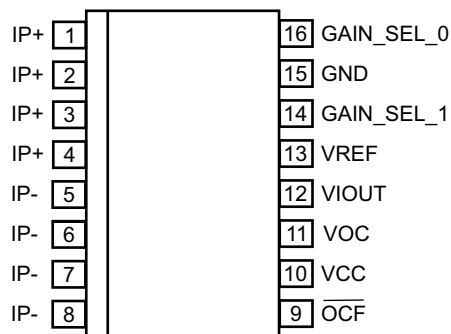 IP+ 1 16 GAIN_SEL_0
IP+ 2 15 GND
IP+ 3 14 GAIN_SEL_1
IP+ 4 13 VREF
IP- 5 12 VIOUT
IP- 6 11 VOC
IP- 7 10 VCC
IP- 8 9 O̅C̅F̅